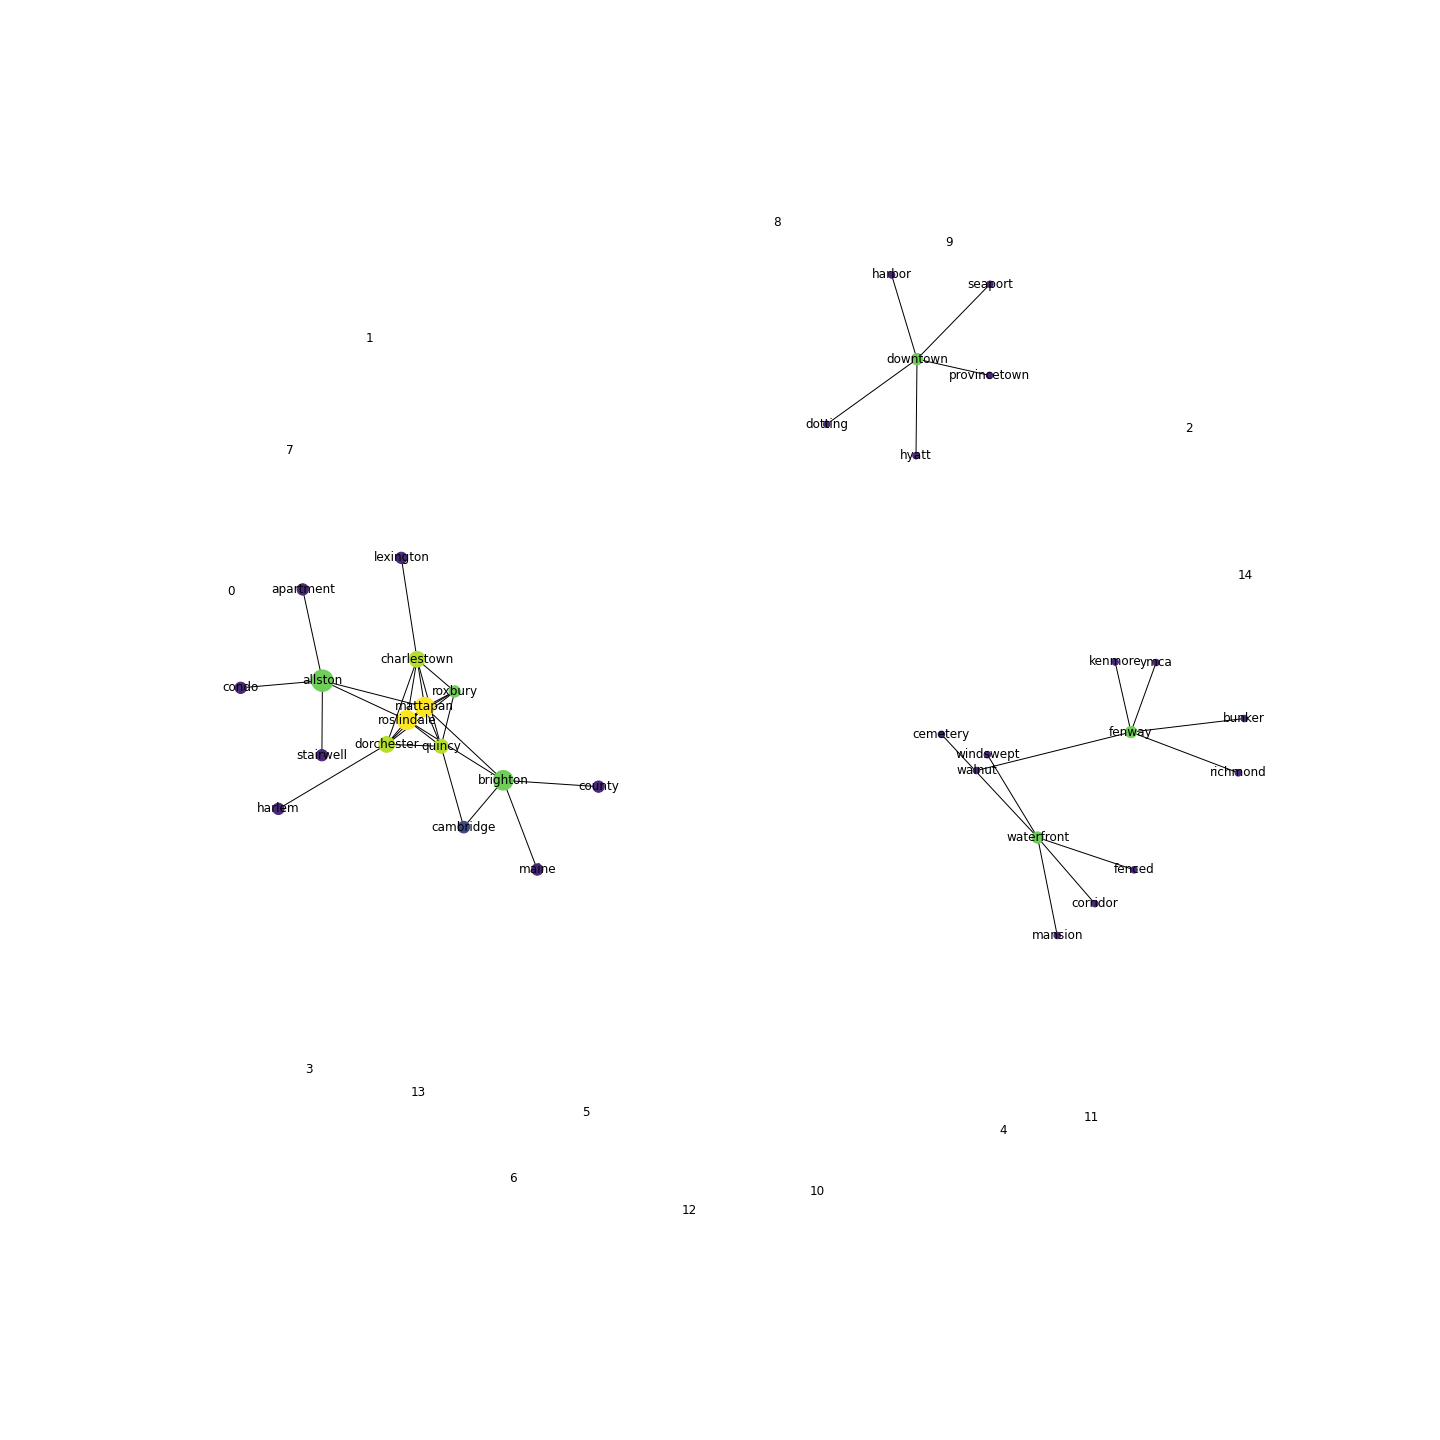 8
9
harbor
seaport
1
downtown
provincetown
dotting
2
7
hyatt
lexington
14
apartment
0
charlestown
kenmore
ymca
allston
condo
roxbury
mattapan
roslindale
bunker
fenway
cemetery
dorchester
quincy
windswept
stairwell
walnut
richmond
brighton
county
harlem
cambridge
waterfront
maine
fenced
corridor
mansion
3
13
5
11
4
6
10
12